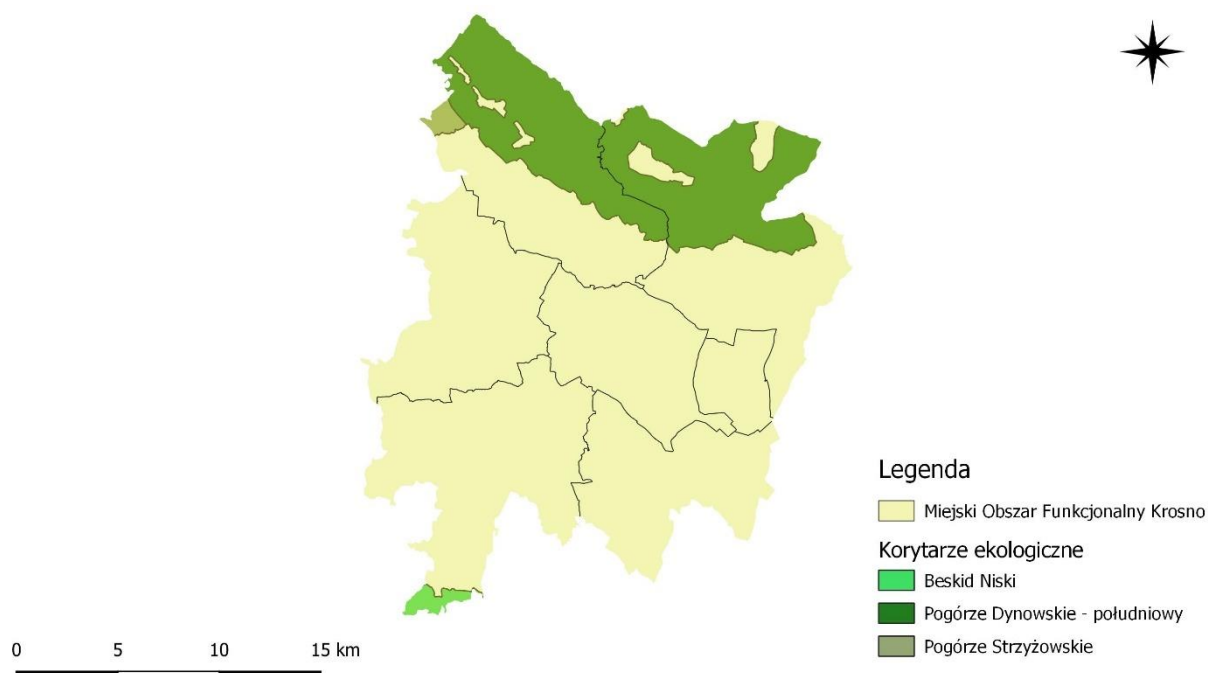 Legenda
Miejski Obszar Funkcjonalny Krosno
Korytarze ekologiczne
Beskid Niski
Pogórze Dynowskie - południowy
Pogórze Strzyżowskie
0 5 10 15 km